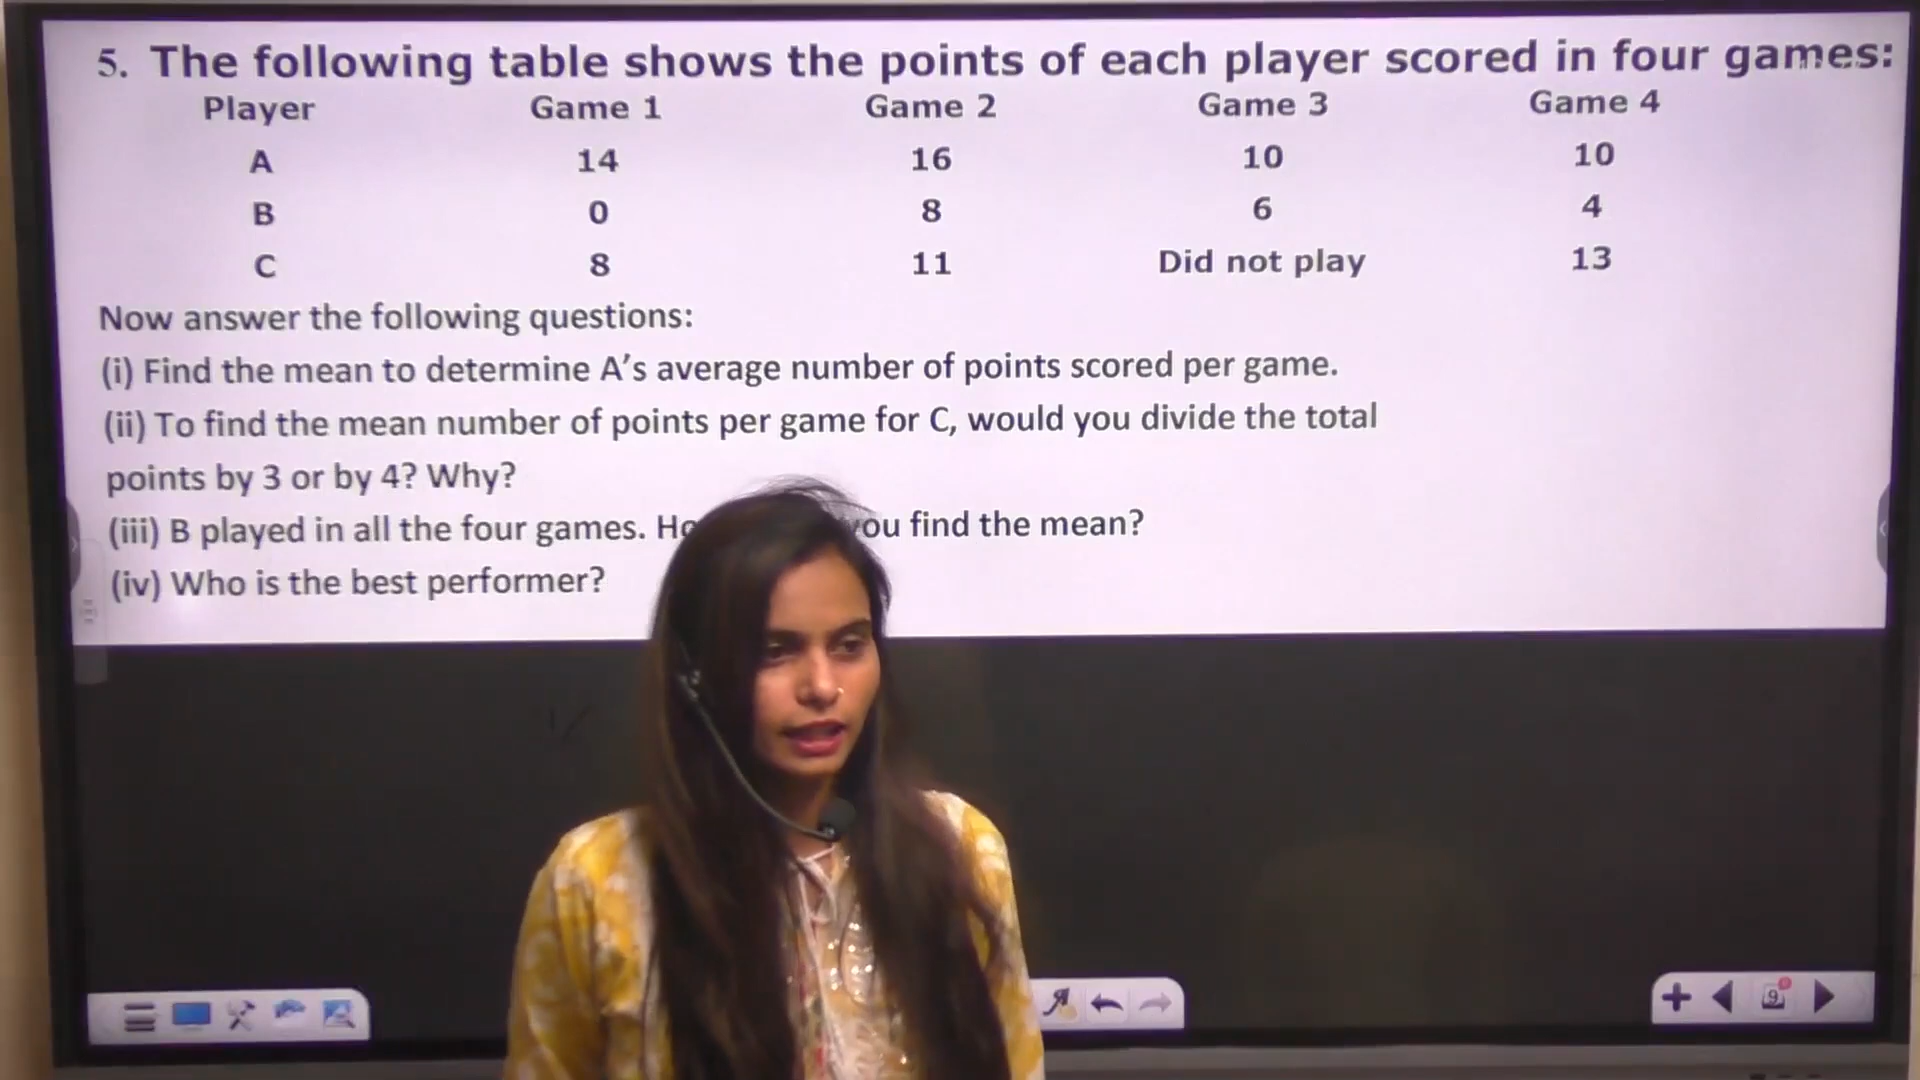 5. The following table shows the points of each player scored in four games:
Player Game 1 Game 2 Game 3 Game 4
A 14 16 10 10
B 0 8 6 4
C 8 11 Did not play 13
Now answer the following questions:
(i) Find the mean to determine A’s average number of points scored per game.
(ii) To find the mean number of points per game for C, would you divide the total
points by 3 or by 4? Why?
(iii) B played in all the four games. you find the mean?
(iv) Who is the best performer?
9